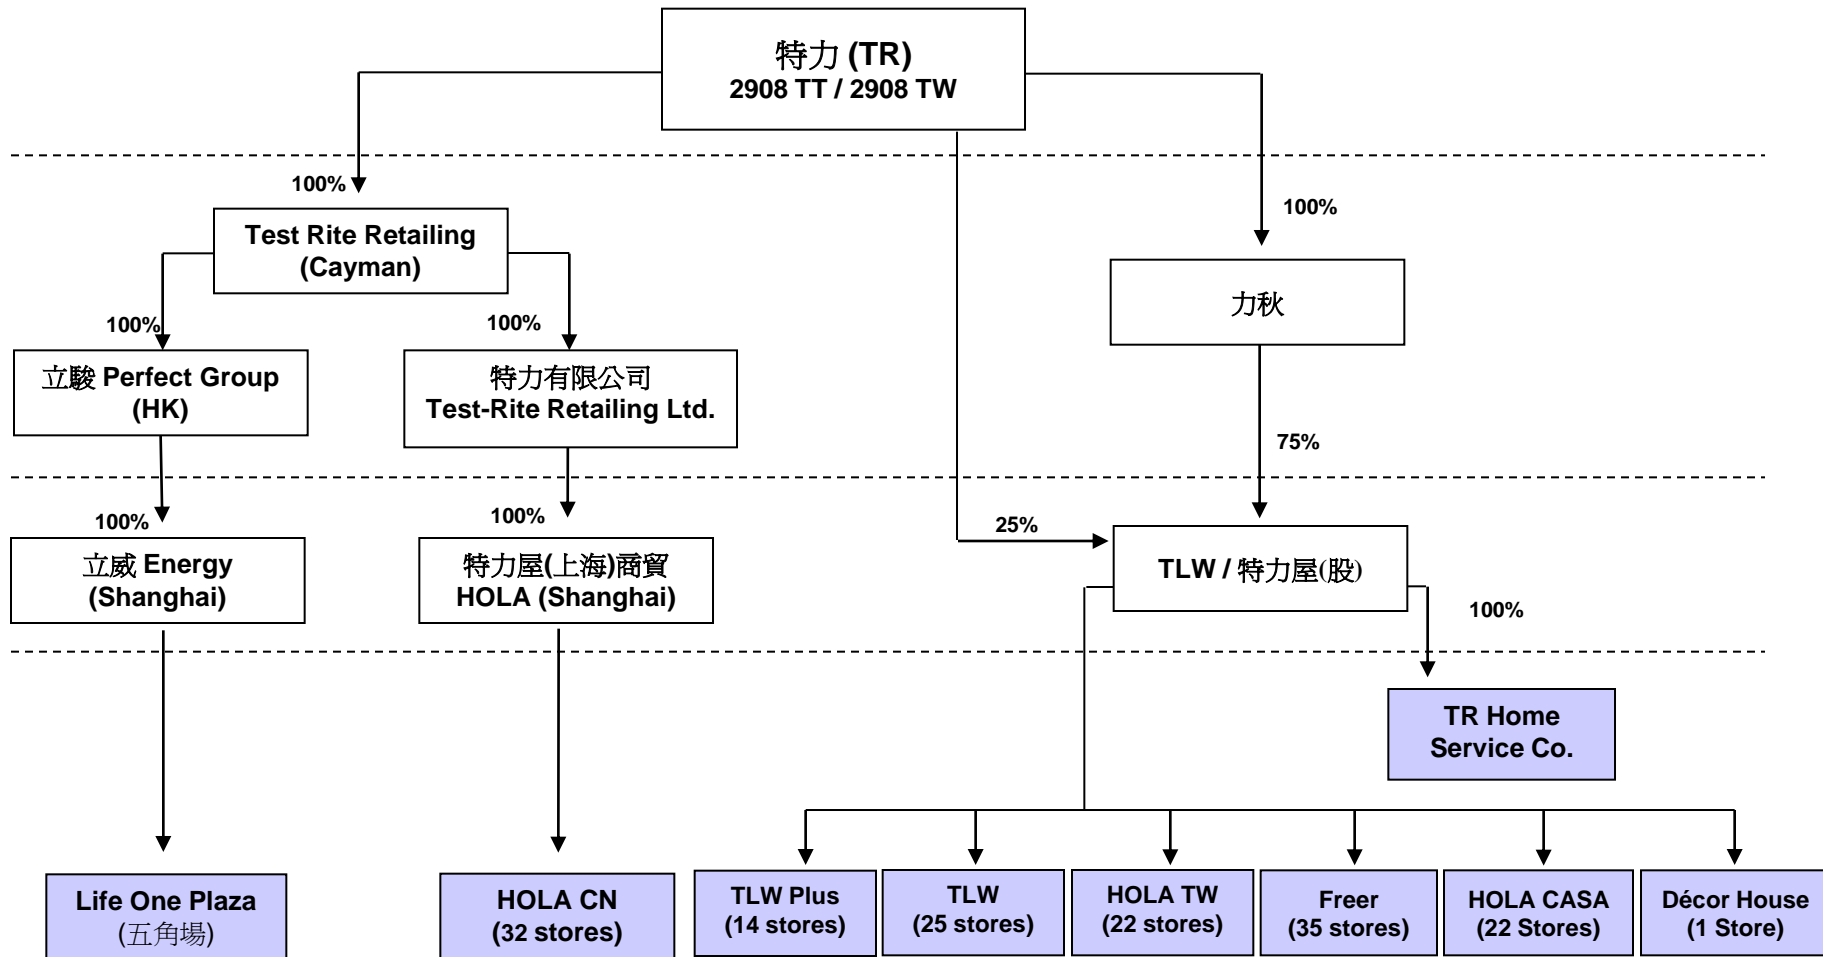 特力 (TR)
2908 TT / 2908 TW
100%
100%
Test Rite Retailing
(Cayman)
力秋
100%
100%
立駿 Perfect Group
(HK)
特力有限公司
Test-Rite Retailing Ltd.
75%
100%
100%
25%
立威 Energy
(Shanghai)
特力屋(上海)商貿
HOLA (Shanghai)
TLW / 特力屋(股)
100%
TR Home
Service Co.
Life One Plaza
(五角場)
HOLA CN
(32 stores)
TLW Plus
(14 stores)
TLW
(25 stores)
HOLA TW
(22 stores)
Freer
(35 stores)
HOLA CASA
(22 Stores)
Décor House
(1 Store)